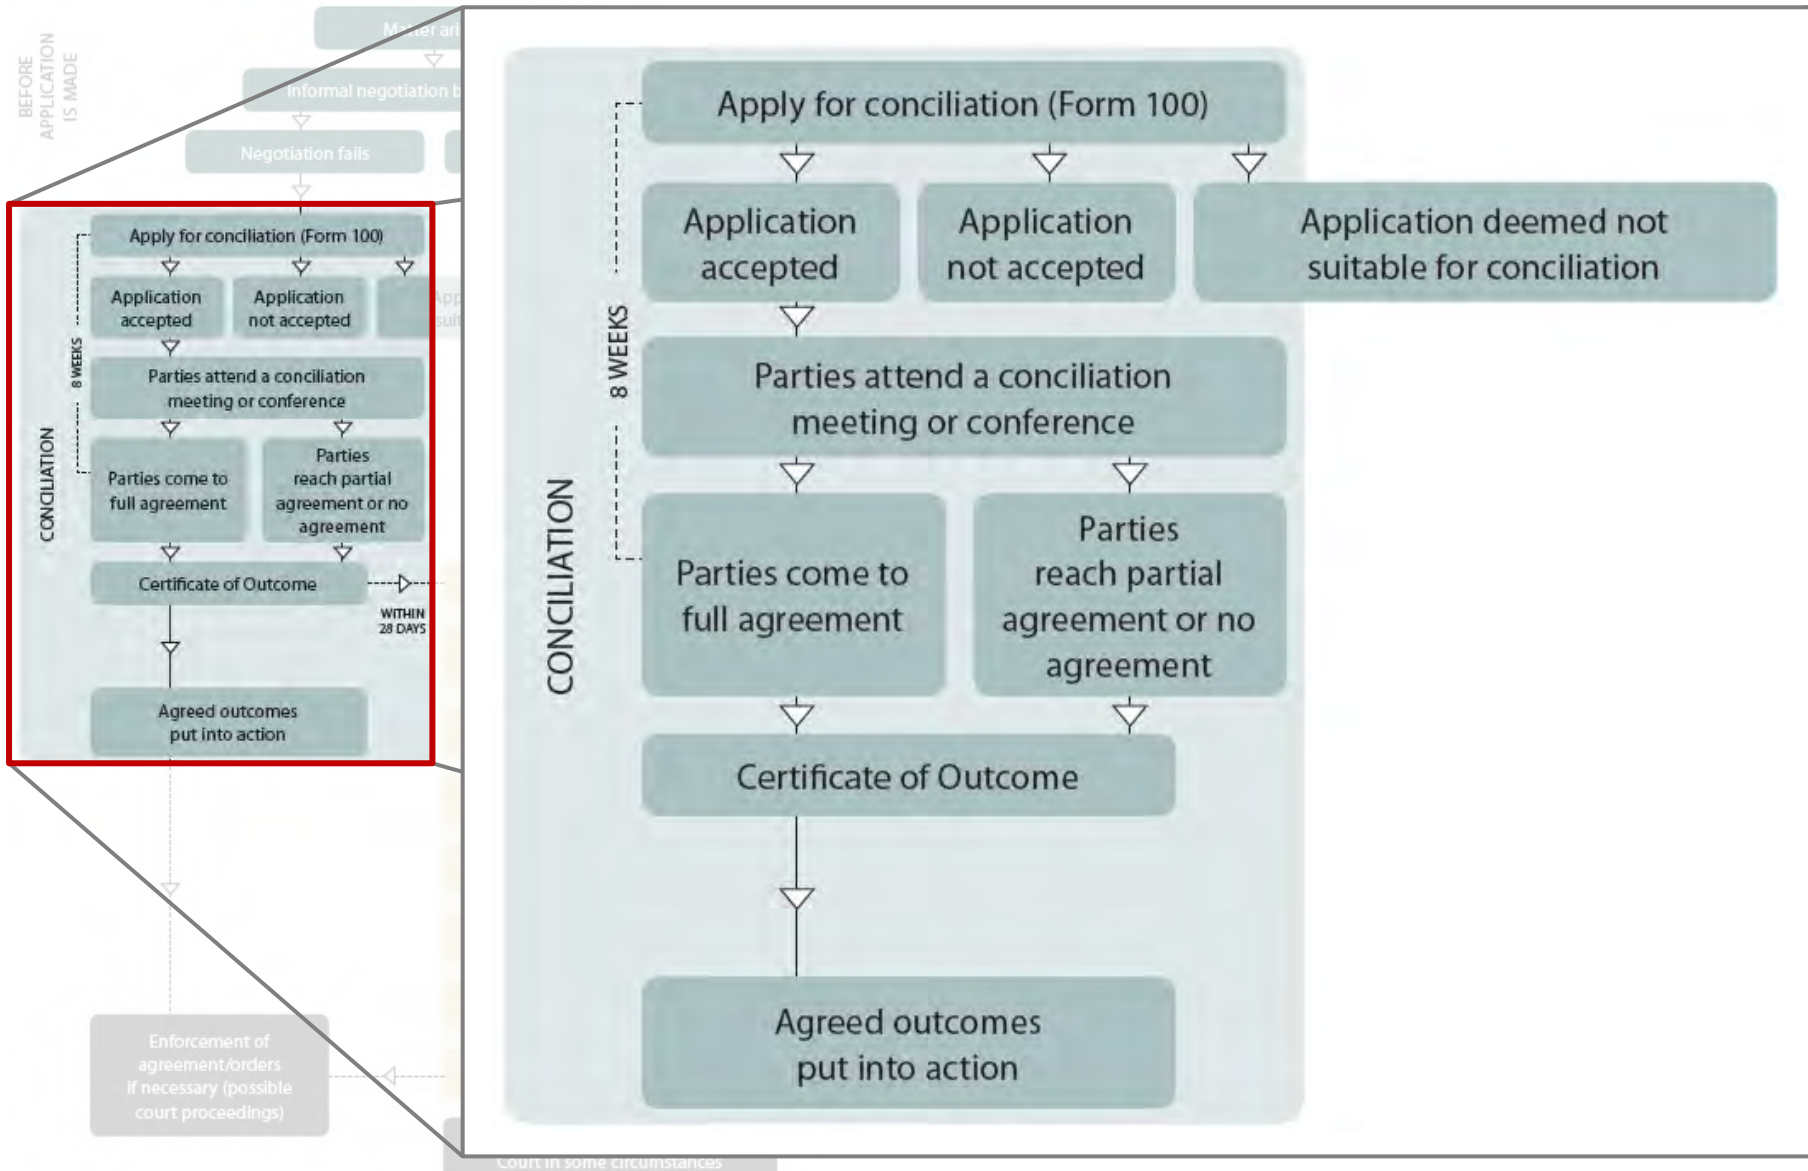 BEFORE
APPLICATION
IS MADE
Matter
Informal negotiation
Negotiation fails
Apply for conciliation (Form 100)
Application
accepted
Application
not accepted
8 WEEKS
Parties attend a conciliation
meeting or conference
CONCILIATION
Parties come to
full agreement
Parties
reach partial
agreement or no
agreement
Certificate of Outcome
WITHIN
28 DAYS
Agreed outcomes
put into action
Enforcement of
agreement/orders
if necessary (possible
court proceedings)
Court in some circumstances
Apply for conciliation (Form 100)
Application
accepted
Application
not accepted
Application deemed not
suitable for conciliation
8 WEEKS
Parties attend a conciliation
meeting or conference
CONCILIATION
Parties come to
full agreement
Parties
reach partial
agreement or no
agreement
Certificate of Outcome
Agreed outcomes
put into action